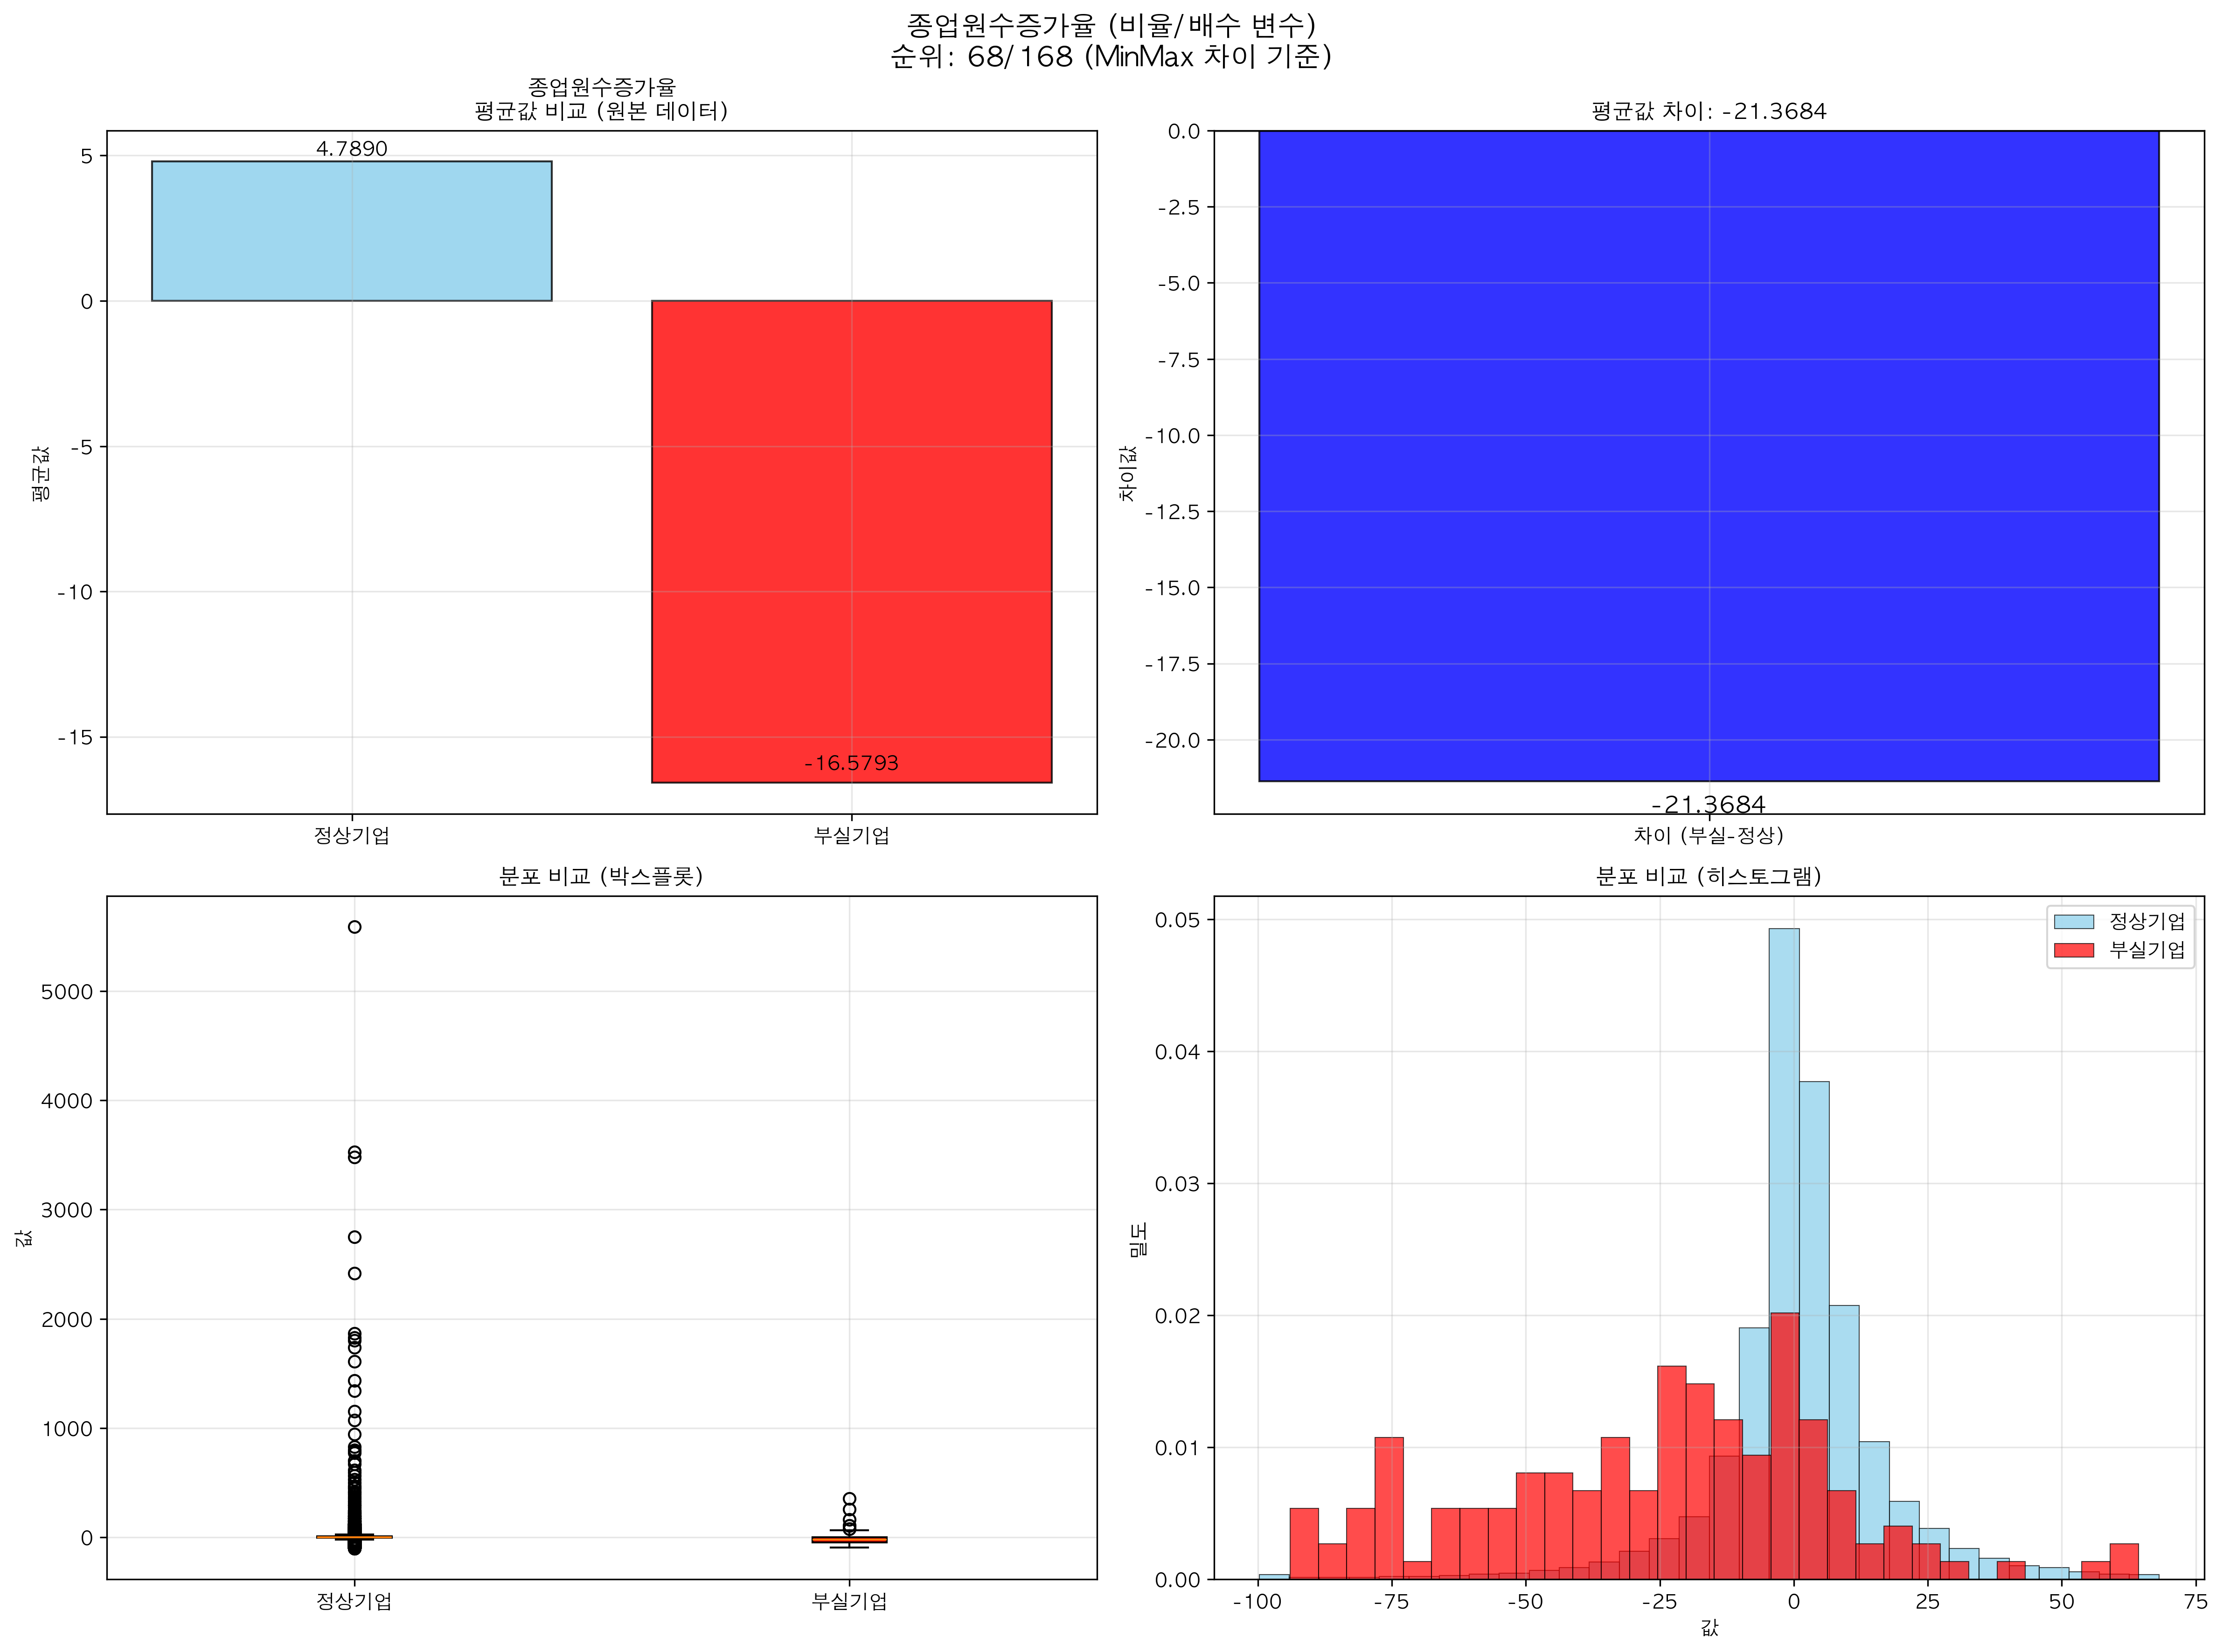 종업원수증가율 (비율/배수 변수)
순위: 68/168 (MinMax 차이 기준)
종업원수증가율
평균값 비교 (원본 데이터)
평균값
5
0
-5
-10
-15
4.7890
-16.5793
정상기업
부실기업
평균값 차이: -21.3684
차이값
0.0
-2.5
-5.0
-7.5
-10.0
-12.5
-15.0
-17.5
-20.0
-21.3684
차이 (부실-정상)
분포 비교 (박스플롯)
값
5000
4000
3000
2000
1000
0
정상기업
부실기업
분포 비교 (히스토그램)
밀도
0.05
0.04
0.03
0.02
0.01
0.00
정상기업
부실기업
-100
-75
-50
-25
0
25
50
75
값